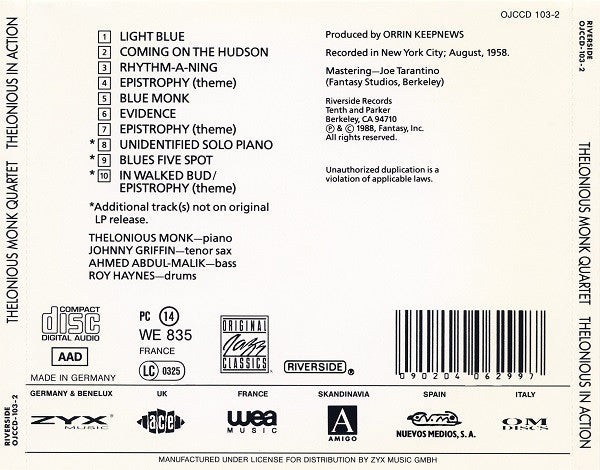 OJCCD 103-2
THELONIOUS MONK QUARTET THELONIOUS IN ACTION
RIVERSIDE
OJCCD-103-2
1 LIGHT BLUE
2 COMING ON THE HUDSON
3 RHYTHM-A-NING
4 EPISTROPHY (theme)
5 BLUE MONK
6 EVIDENCE
7 EPISTROPHY (theme)
*8 UNIDENTIFIED SOLO PIANO
*9 BLUES FIVE SPOT
*10 IN WALKED BUD/
EPISTROPHY (theme)
*Additional track(s) not on original
LP release.
THELONIOUS MONK—piano
JOHNNY GRIFFIN—tenor sax
AHMED ABDUL-MALIK—bass
ROY HAYNES—drums
Produced by ORRIN KEEPNEWS
Recorded in New York City; August, 1958.
Mastering—Joe Tarantino
(Fantasy Studios, Berkeley)
Riverside Records
Tenth and Parker
Berkeley, CA 94710
℗ & © 1988, Fantasy, Inc.
All rights reserved.
Unauthorized duplication is a
violation of applicable laws.
RIVERSIDE
OJCCD-103-2
THELONIOUS MONK QUARTET THELONIOUS IN ACTION
COMPACT
disc
DIGITAL AUDIO
AAD
MADE IN GERMANY
PC 14
WE 835
FRANCE
LC 0325
ORIGINAL
Jazz
CLASSICS
RIVERSIDE®
090204 062997
GERMANY & BENELUX
ZYX®
MUSIC
UK
ace
FRANCE
wea
MUSIC
SKANDINAVIA
A
AMIGO
SPAIN
N.M.
NUEVOS MEDIOS, S.A.
ITALY
OM
DISCS
MANUFACTURED UNDER LICENSE FOR DISTRIBUTION BY ZYX MUSIC GMBH